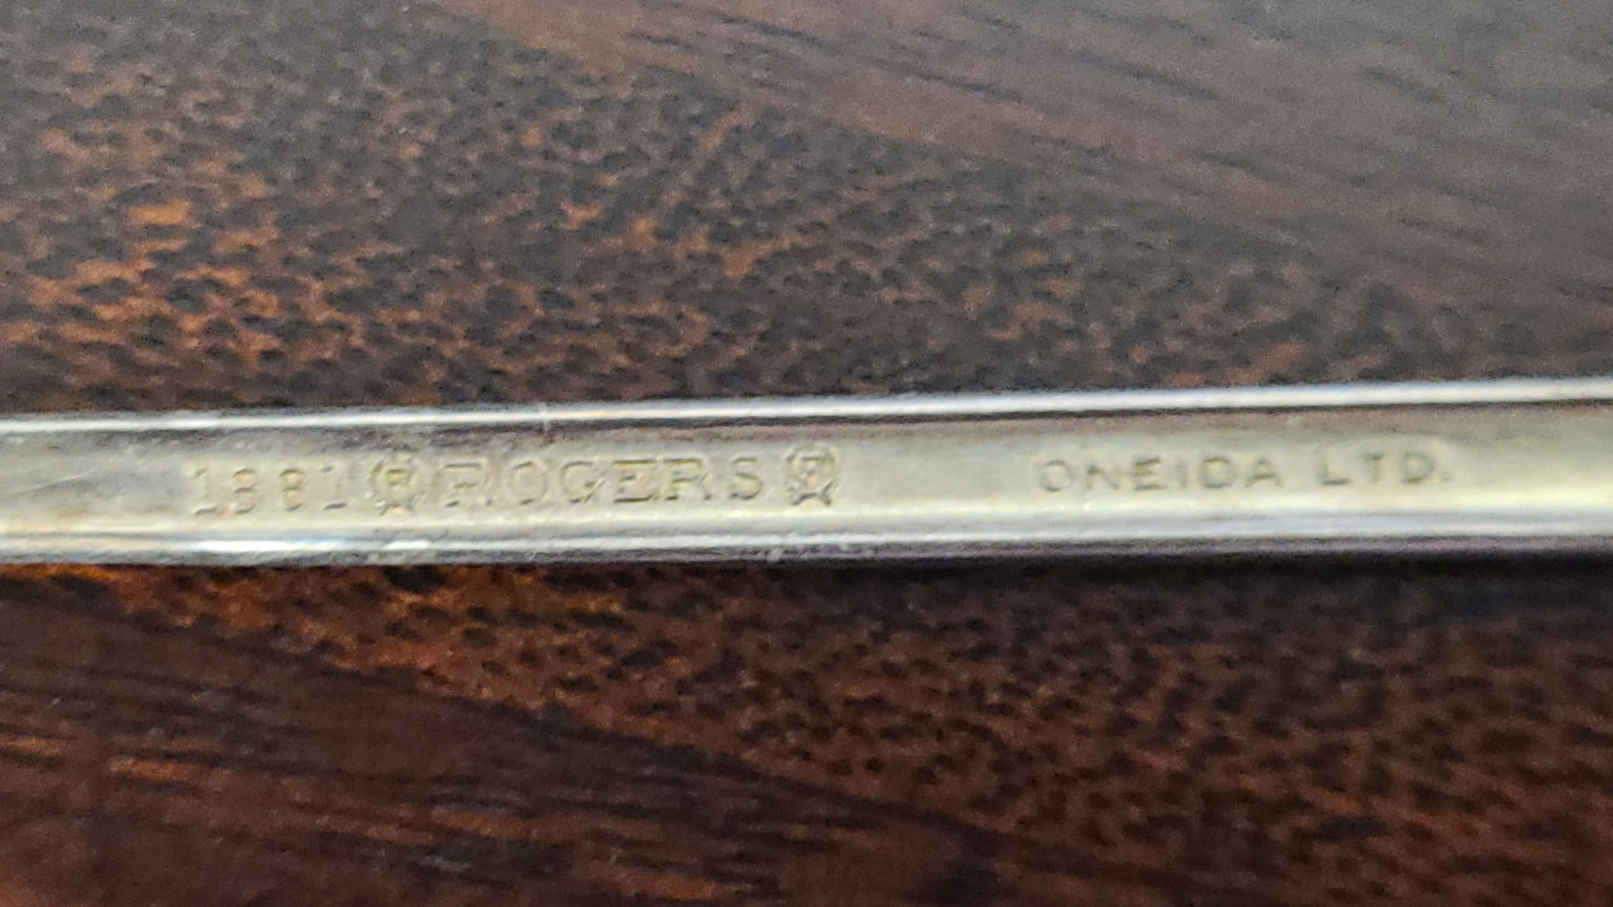 1881 ® ROGERS ® ONEIDA LTD.